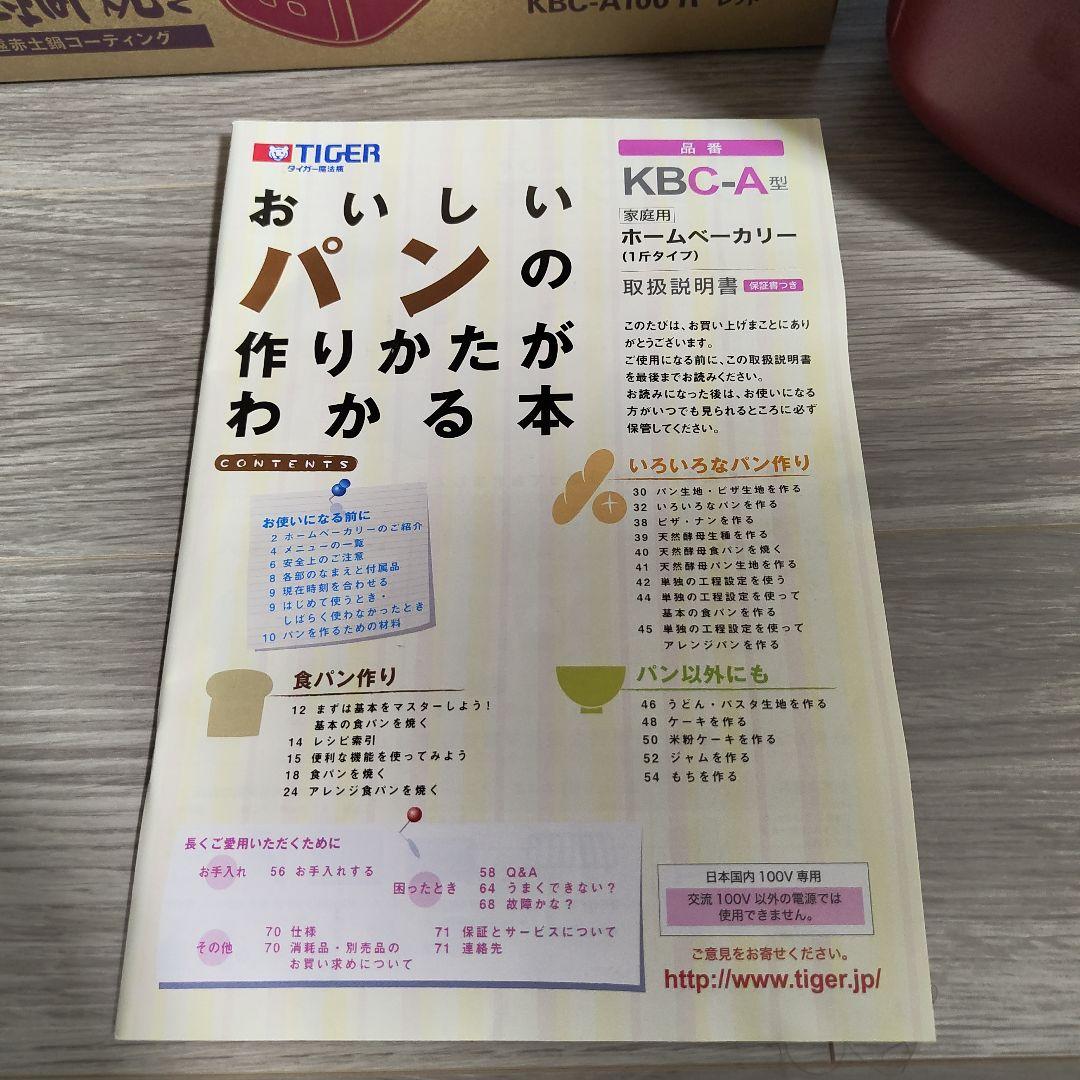 遠赤土鍋コーティング
KBC-A100
TIGER
タイガー魔法瓶
おいしい
パンの
作りかたが
わかる本
品番
KBC-A型
家庭用
ホームベーカリー
(1斤タイプ)
取扱説明書 保証書つき
このたびは、お買い上げまことにあり
がとうございます。
ご使用になる前に、この取扱説明書
を最後までお読みください。
お読みになった後は、お使いになる
方がいつでも見られるところに必ず
保管してください。
CONTENTS
お使いになる前に
2 ホームベーカリーのご紹介
4 メニューの一覧
6 安全上のご注意
8 各部のなまえと付属品
9 現在時刻を合わせる
9 はじめて使うとき・
しばらく使わなかったとき
10 パンを作るための材料
食パン作り
12 まずは基本をマスターしよう!
基本の食パンを焼く
14 レシピ索引
15 便利な機能を使ってみよう
18 食パンを焼く
24 アレンジ食パンを焼く
いろいろなパン作り
30 パン生地・ピザ生地を作る
32 いろいろなパンを作る
38 ピザ・ナンを作る
39 天然酵母生種を作る
40 天然酵母食パンを焼く
41 天然酵母パン生地を作る
42 単独の工程設定を使う
44 単独の工程設定を使って
基本の食パンを作る
45 単独の工程設定を使って
アレンジパンを作る
パン以外にも
46 うどん・パスタ生地を作る
48 ケーキを作る
50 米粉ケーキを作る
52 ジャムを作る
54 もちを作る
長くご愛用いただくために
お手入れ 56 お手入れする
困ったとき
58 Q&A
64 うまくできない?
68 故障かな?
その他
70 仕様
70 消耗品・別売品の
お買い求めについて
71 保証とサービスについて
71 連絡先
日本国内100V専用
交流100V以外の電源では
使用できません。
ご意見をお寄せください。
http://www.tiger.jp/